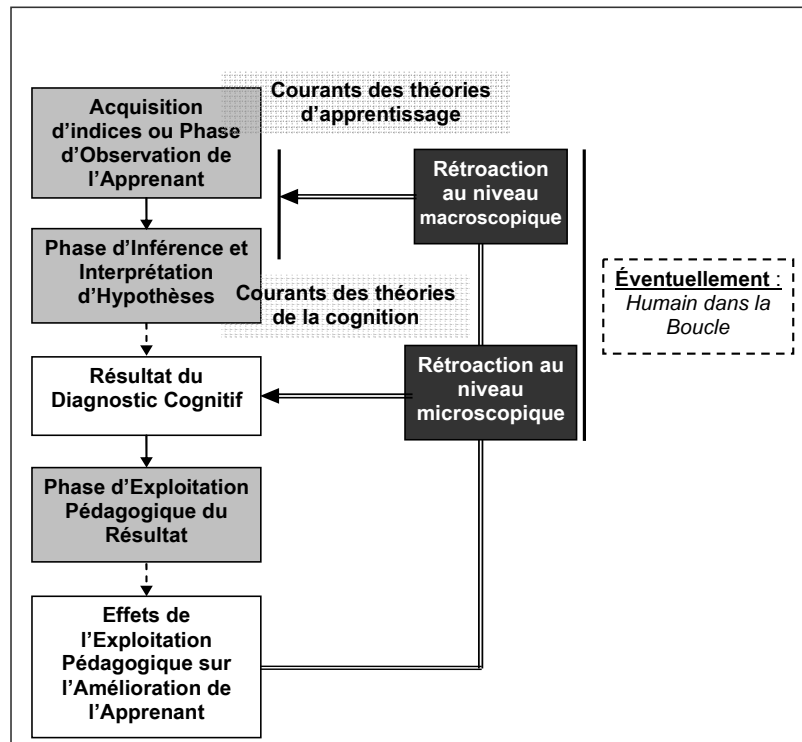 Courants des théories
d'apprentissage
Acquisition
d'indices ou Phase
d'Observation de
l'Apprenant
Rétroaction
au niveau
macroscopique
Phase d'Inférence et
Interprétation
d'Hypothèses
Courants des théories
de la cognition
Éventuellement :
Humain dans la
Boucle
Résultat du
Diagnostic Cognitif
Rétroaction au
niveau
microscopique
Phase d'Exploitation
Pédagogique du
Résultat
Effets de
l'Exploitation
Pédagogique sur
l'Amélioration de
l'Apprenant